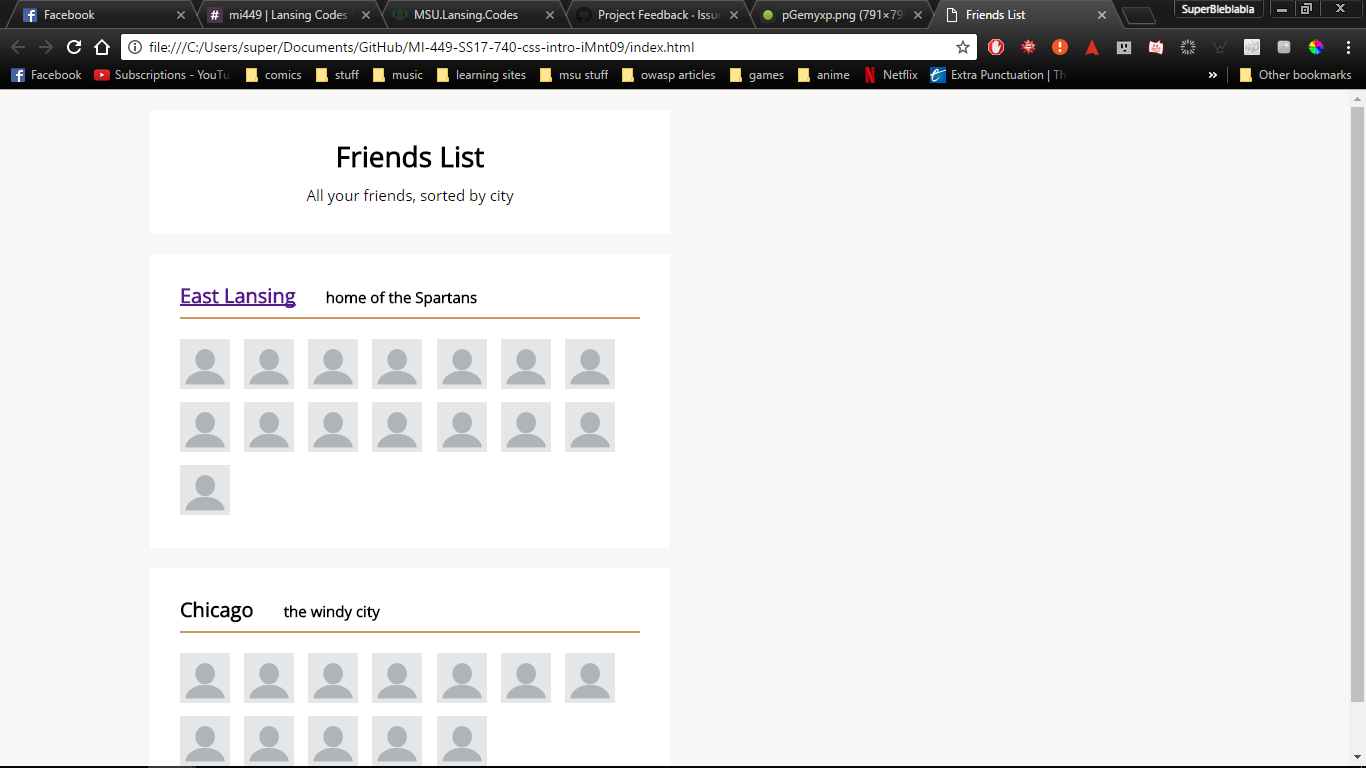 Facebook
mi449 | Lansing Codes
MSU.Lansing.Codes
Project Feedback · Issue
pGemyxp.png (791×79
Friends List
SuperBleblabla
file:///C:/Users/super/Documents/GitHub/MI-449-SS17-740-css-intro-iMnt09/index.html
Facebook
Subscriptions - YouTu
comics
stuff
music
learning sites
msu stuff
owasp articles
games
anime
Netflix
Extra Punctuation | Th
»
Other bookmarks
Friends List
All your friends, sorted by city
East Lansing home of the Spartans
Chicago the windy city